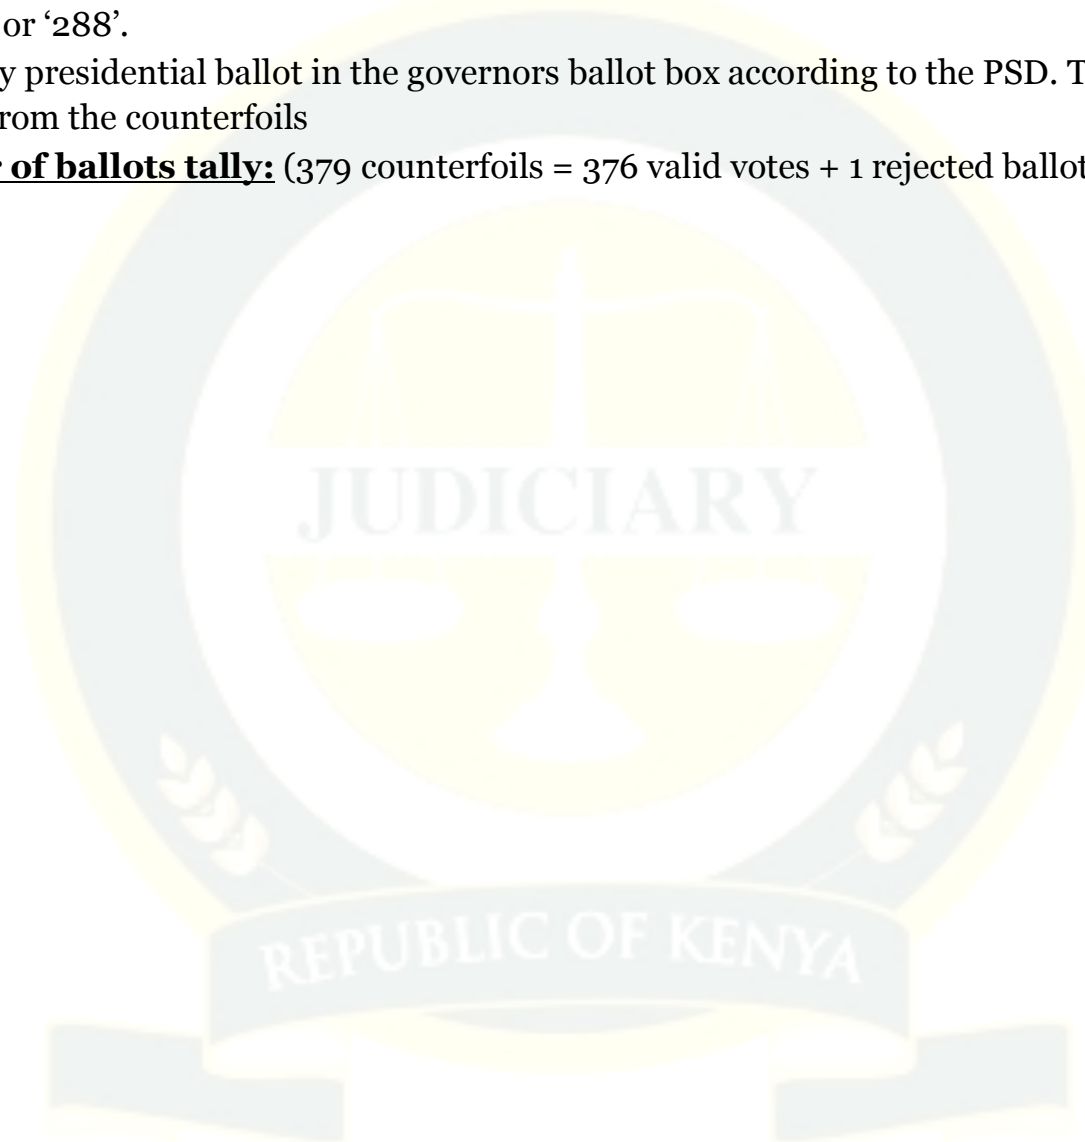 or ‘288’.
y presidential ballot in the governors ballot box according to the PSD. T
rom the counterfoils
of ballots tally: (379 counterfoils = 376 valid votes + 1 rejected ballot
JUDICIARY
REPUBLIC OF KENYA